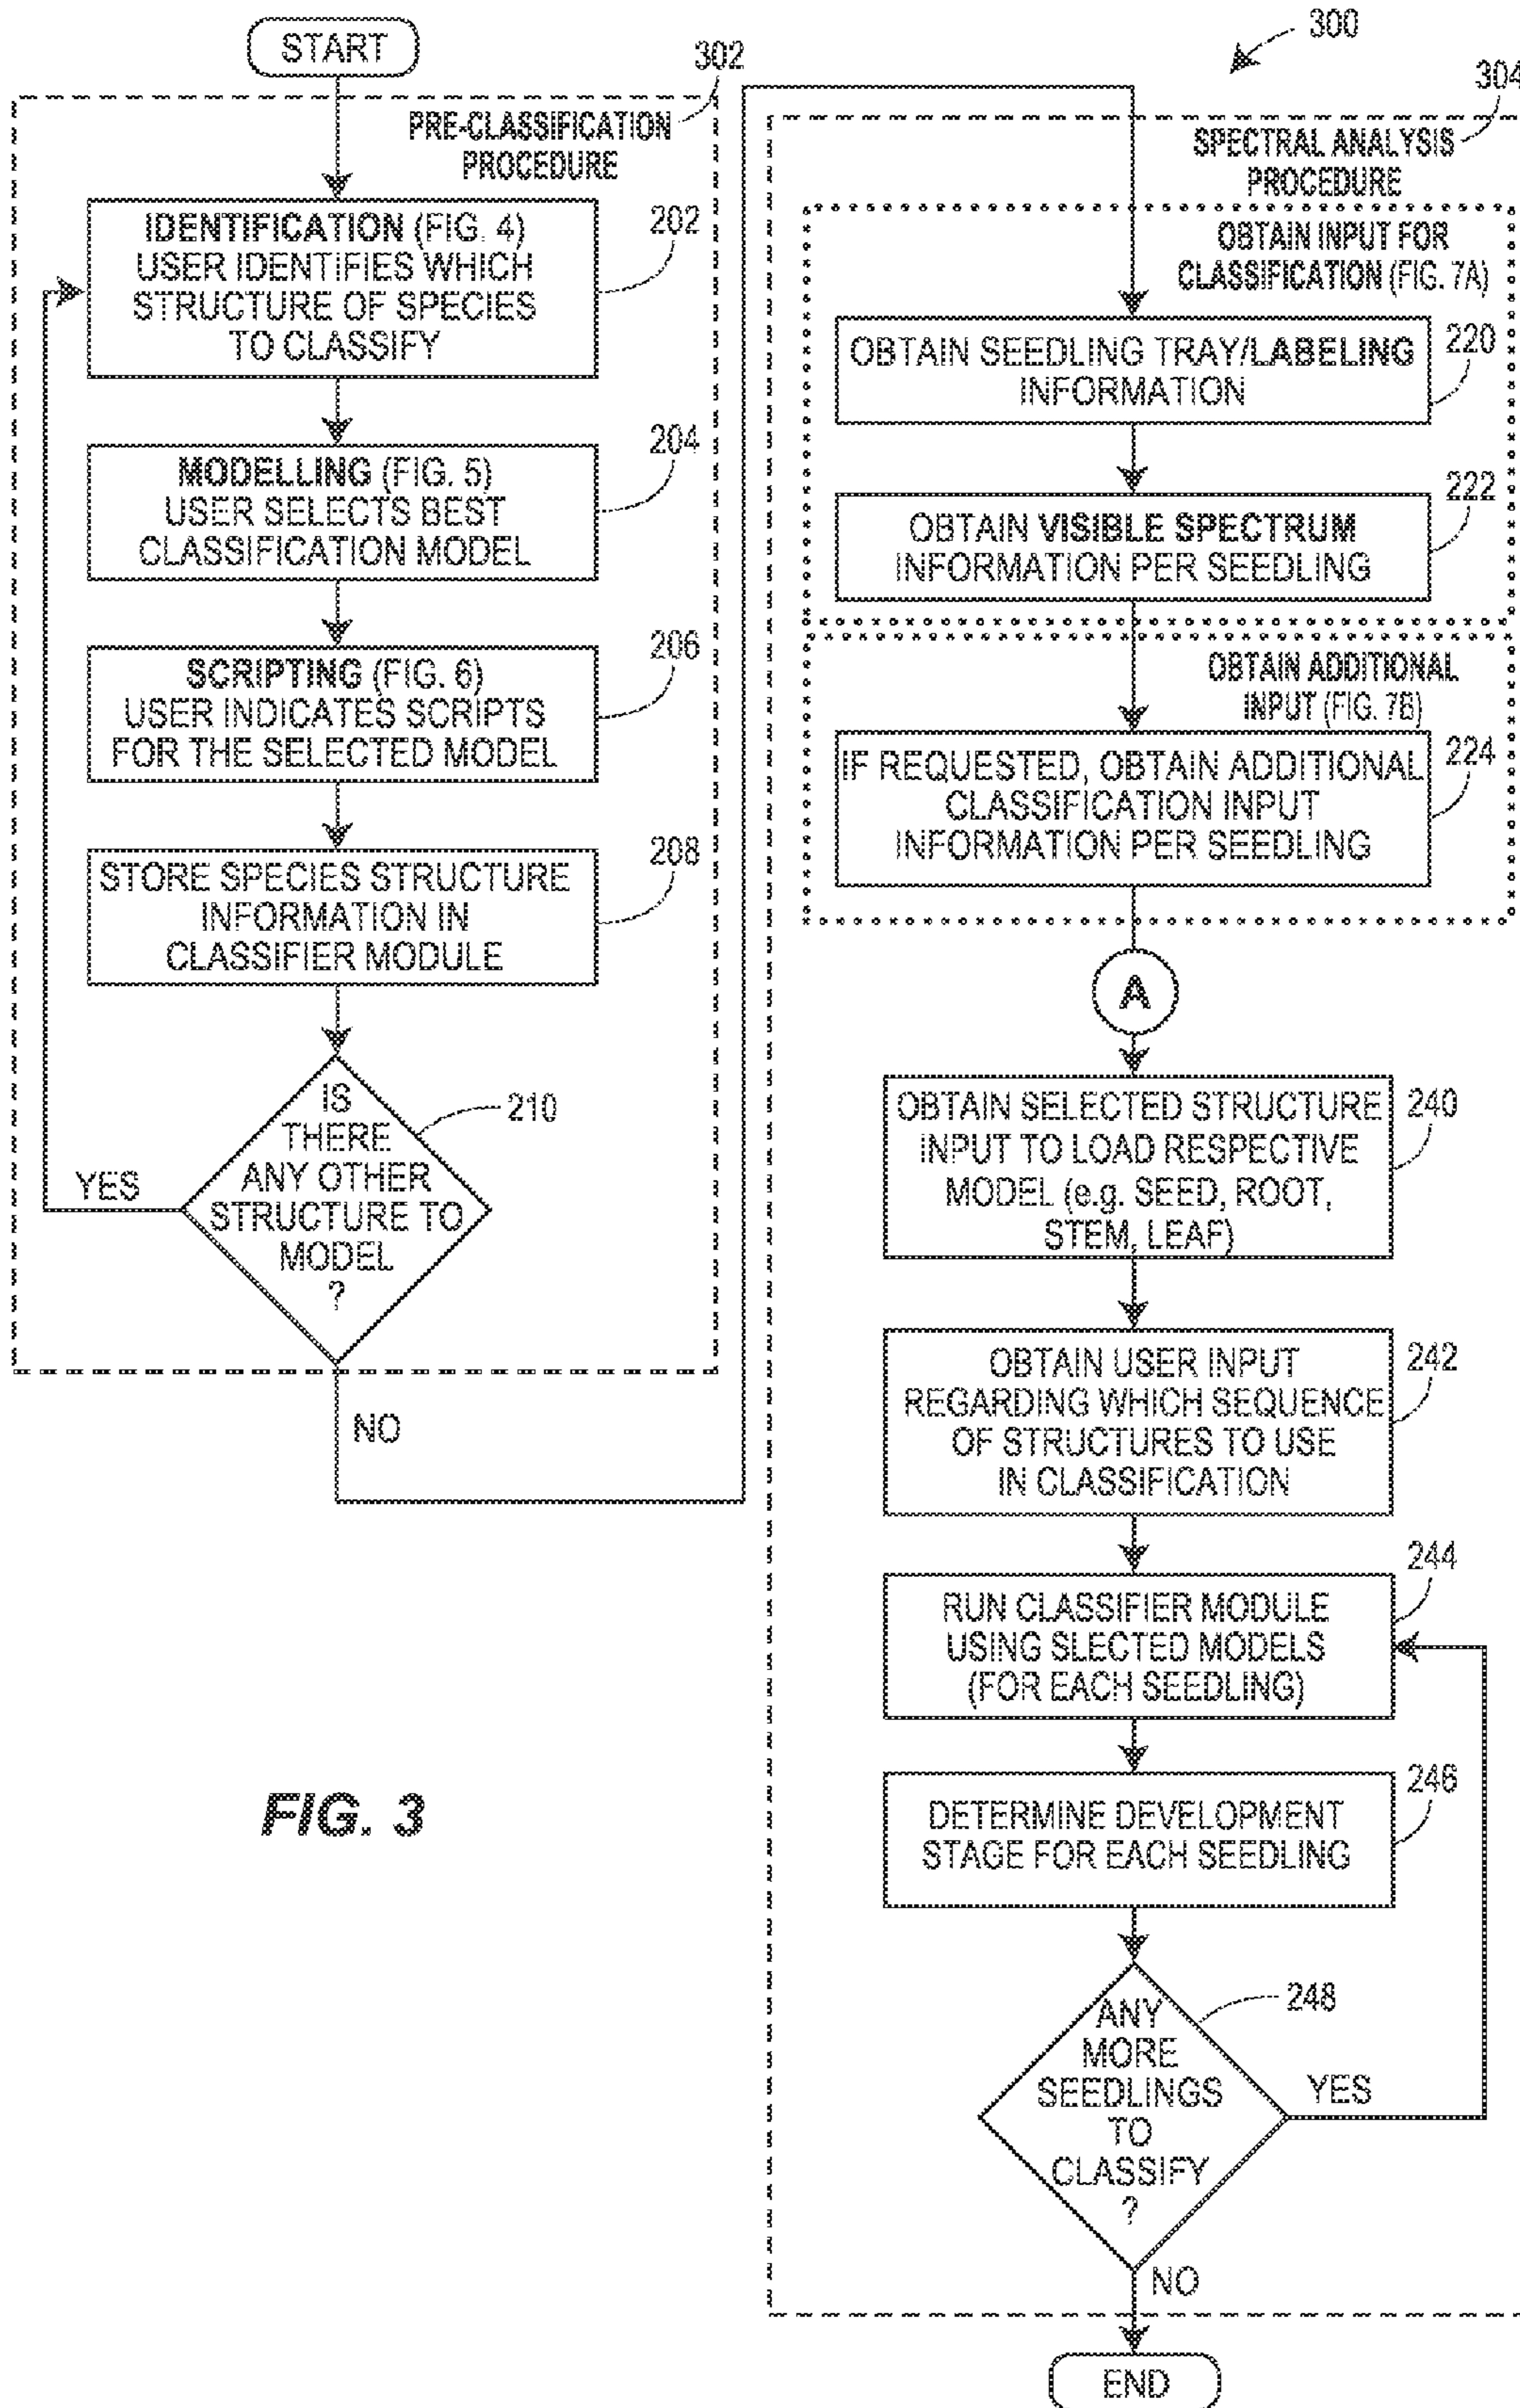 START
302
PRE-CLASSIFICATION
PROCEDURE
IDENTIFICATION (FIG. 4)
USER IDENTIFIES WHICH
STRUCTURE OF SPECIES
TO CLASSIFY
202
MODELLING (FIG. 5)
USER SELECTS BEST
CLASSIFICATION MODEL
204
SCRIPTING (FIG. 6)
USER INDICATES SCRIPTS
FOR THE SELECTED MODEL
206
STORE SPECIES STRUCTURE
INFORMATION IN
CLASSIFIER MODULE
208
IS
THERE
ANY OTHER
STRUCTURE TO
MODEL
?
210
YES
NO
300
304
SPECTRAL ANALYSIS
PROCEDURE
OBTAIN INPUT FOR
CLASSIFICATION (FIG. 7A)
OBTAIN SEEDLING TRAY/LABELING
INFORMATION
220
OBTAIN VISIBLE SPECTRUM
INFORMATION PER SEEDLING
222
OBTAIN ADDITIONAL
INPUT (FIG. 7B)
IF REQUESTED, OBTAIN ADDITIONAL
CLASSIFICATION INPUT
INFORMATION PER SEEDLING
224
A
OBTAIN SELECTED STRUCTURE
INPUT TO LOAD RESPECTIVE
MODEL (e.g. SEED, ROOT,
STEM, LEAF)
240
OBTAIN USER INPUT
REGARDING WHICH SEQUENCE
OF STRUCTURES TO USE
IN CLASSIFICATION
242
RUN CLASSIFIER MODULE
USING SLECTED MODELS
(FOR EACH SEEDLING)
244
DETERMINE DEVELOPMENT
STAGE FOR EACH SEEDLING
246
ANY
MORE
SEEDLINGS
TO
CLASSIFY
?
248
YES
NO
END
FIG. 3